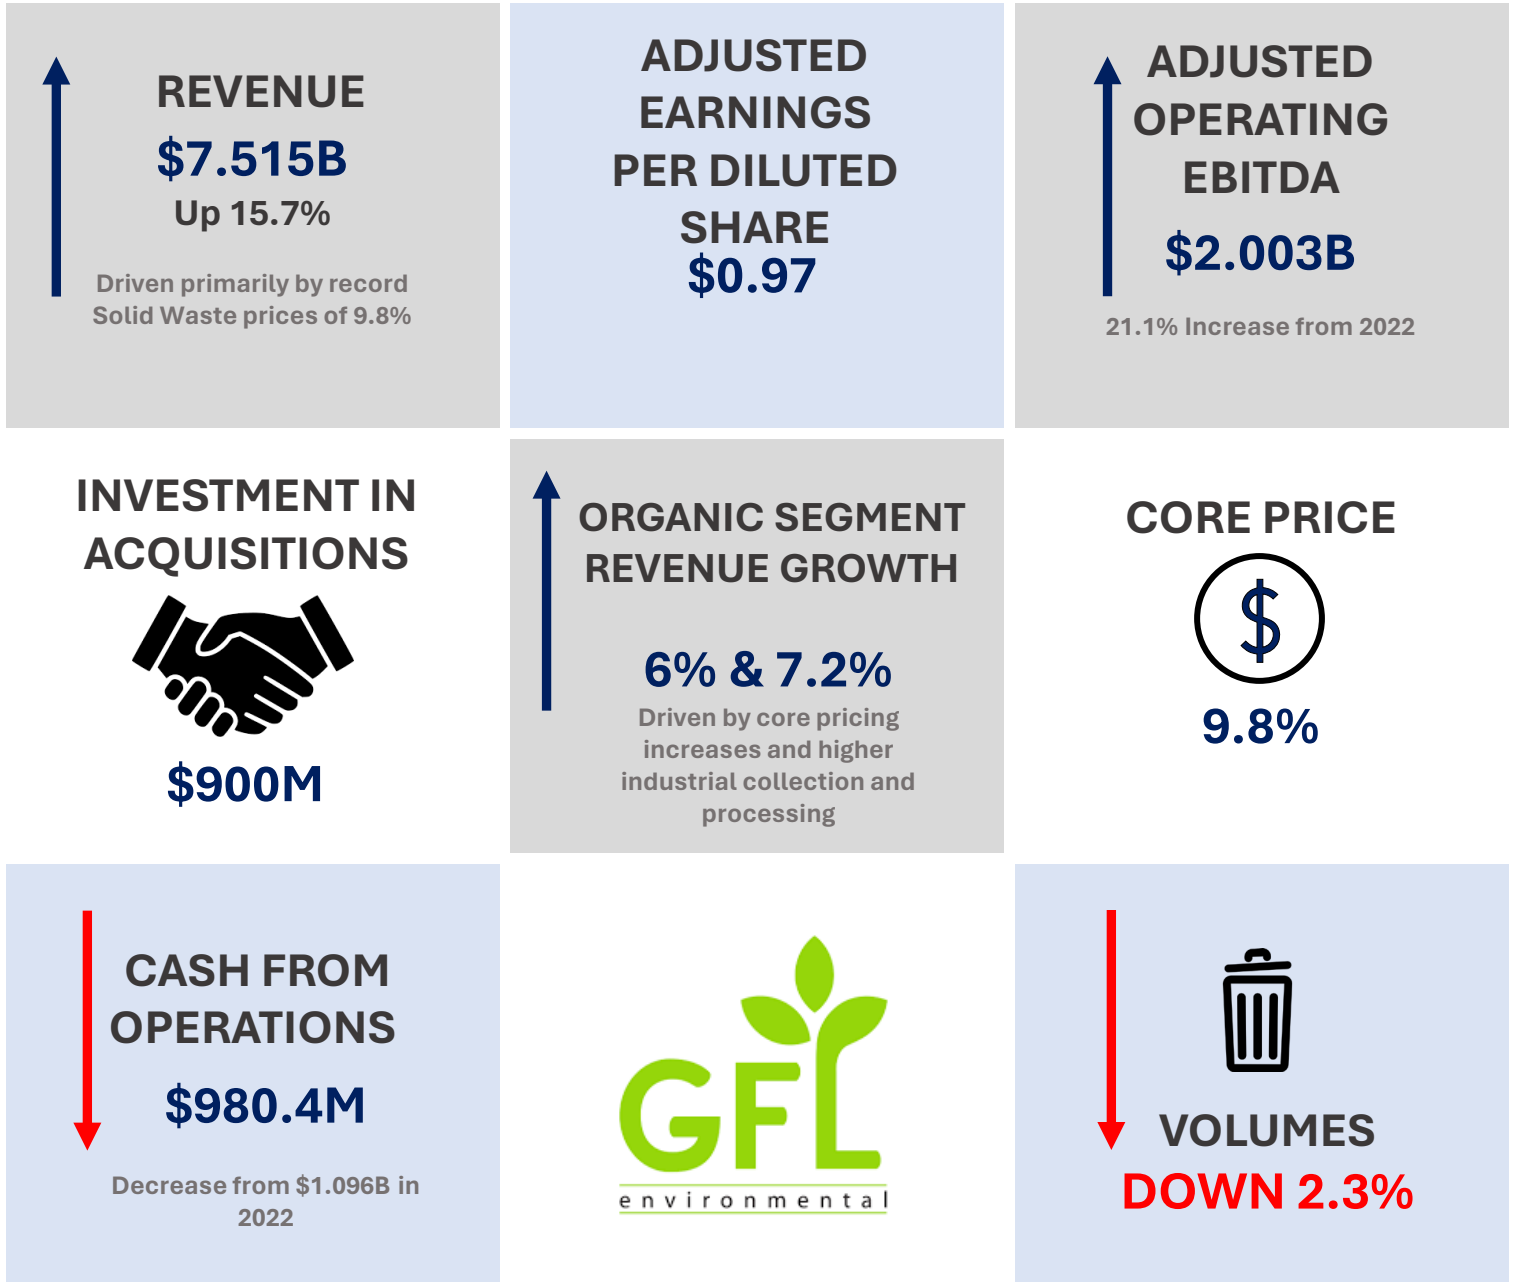 REVENUE
$7.515B
Up 15.7%
Driven primarily by record
Solid Waste prices of 9.8%
ADJUSTED
EARNINGS
PER DILUTED
SHARE
$0.97
ADJUSTED
OPERATING
EBITDA
$2.003B
21.1% Increase from 2022
INVESTMENT IN
ACQUISITIONS
$900M
ORGANIC SEGMENT
REVENUE GROWTH
6% & 7.2%
Driven by core pricing
increases and higher
industrial collection and
processing
CORE PRICE
$
9.8%
CASH FROM
OPERATIONS
$980.4M
Decrease from $1.096B in
2022
GFL
environmental
VOLUMES
DOWN 2.3%